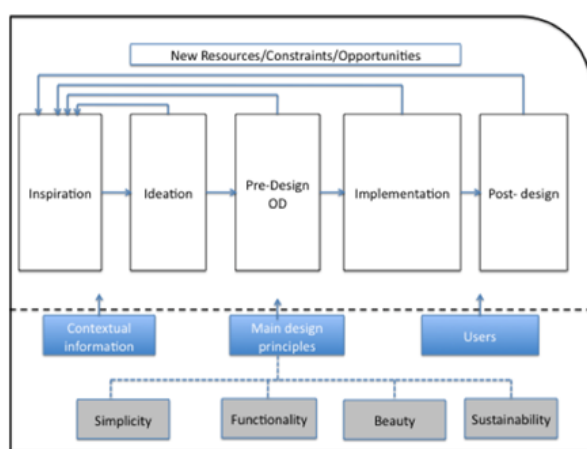 New Resources/Constraints/Opportunities
Inspiration
Ideation
Pre-Design
OD
Implementation
Post- design
Contextual
information
Main design
principles
Users
Simplicity
Functionality
Beauty
Sustainability